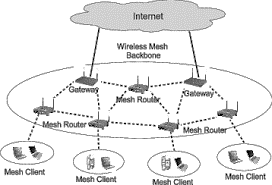 Internet
Wireless Mesh
Backbone
Gateway
Mesh Router
Gateway
Mesh Router
Mesh Router
Mesh Client
Mesh Client
Mesh Client
Mesh Client